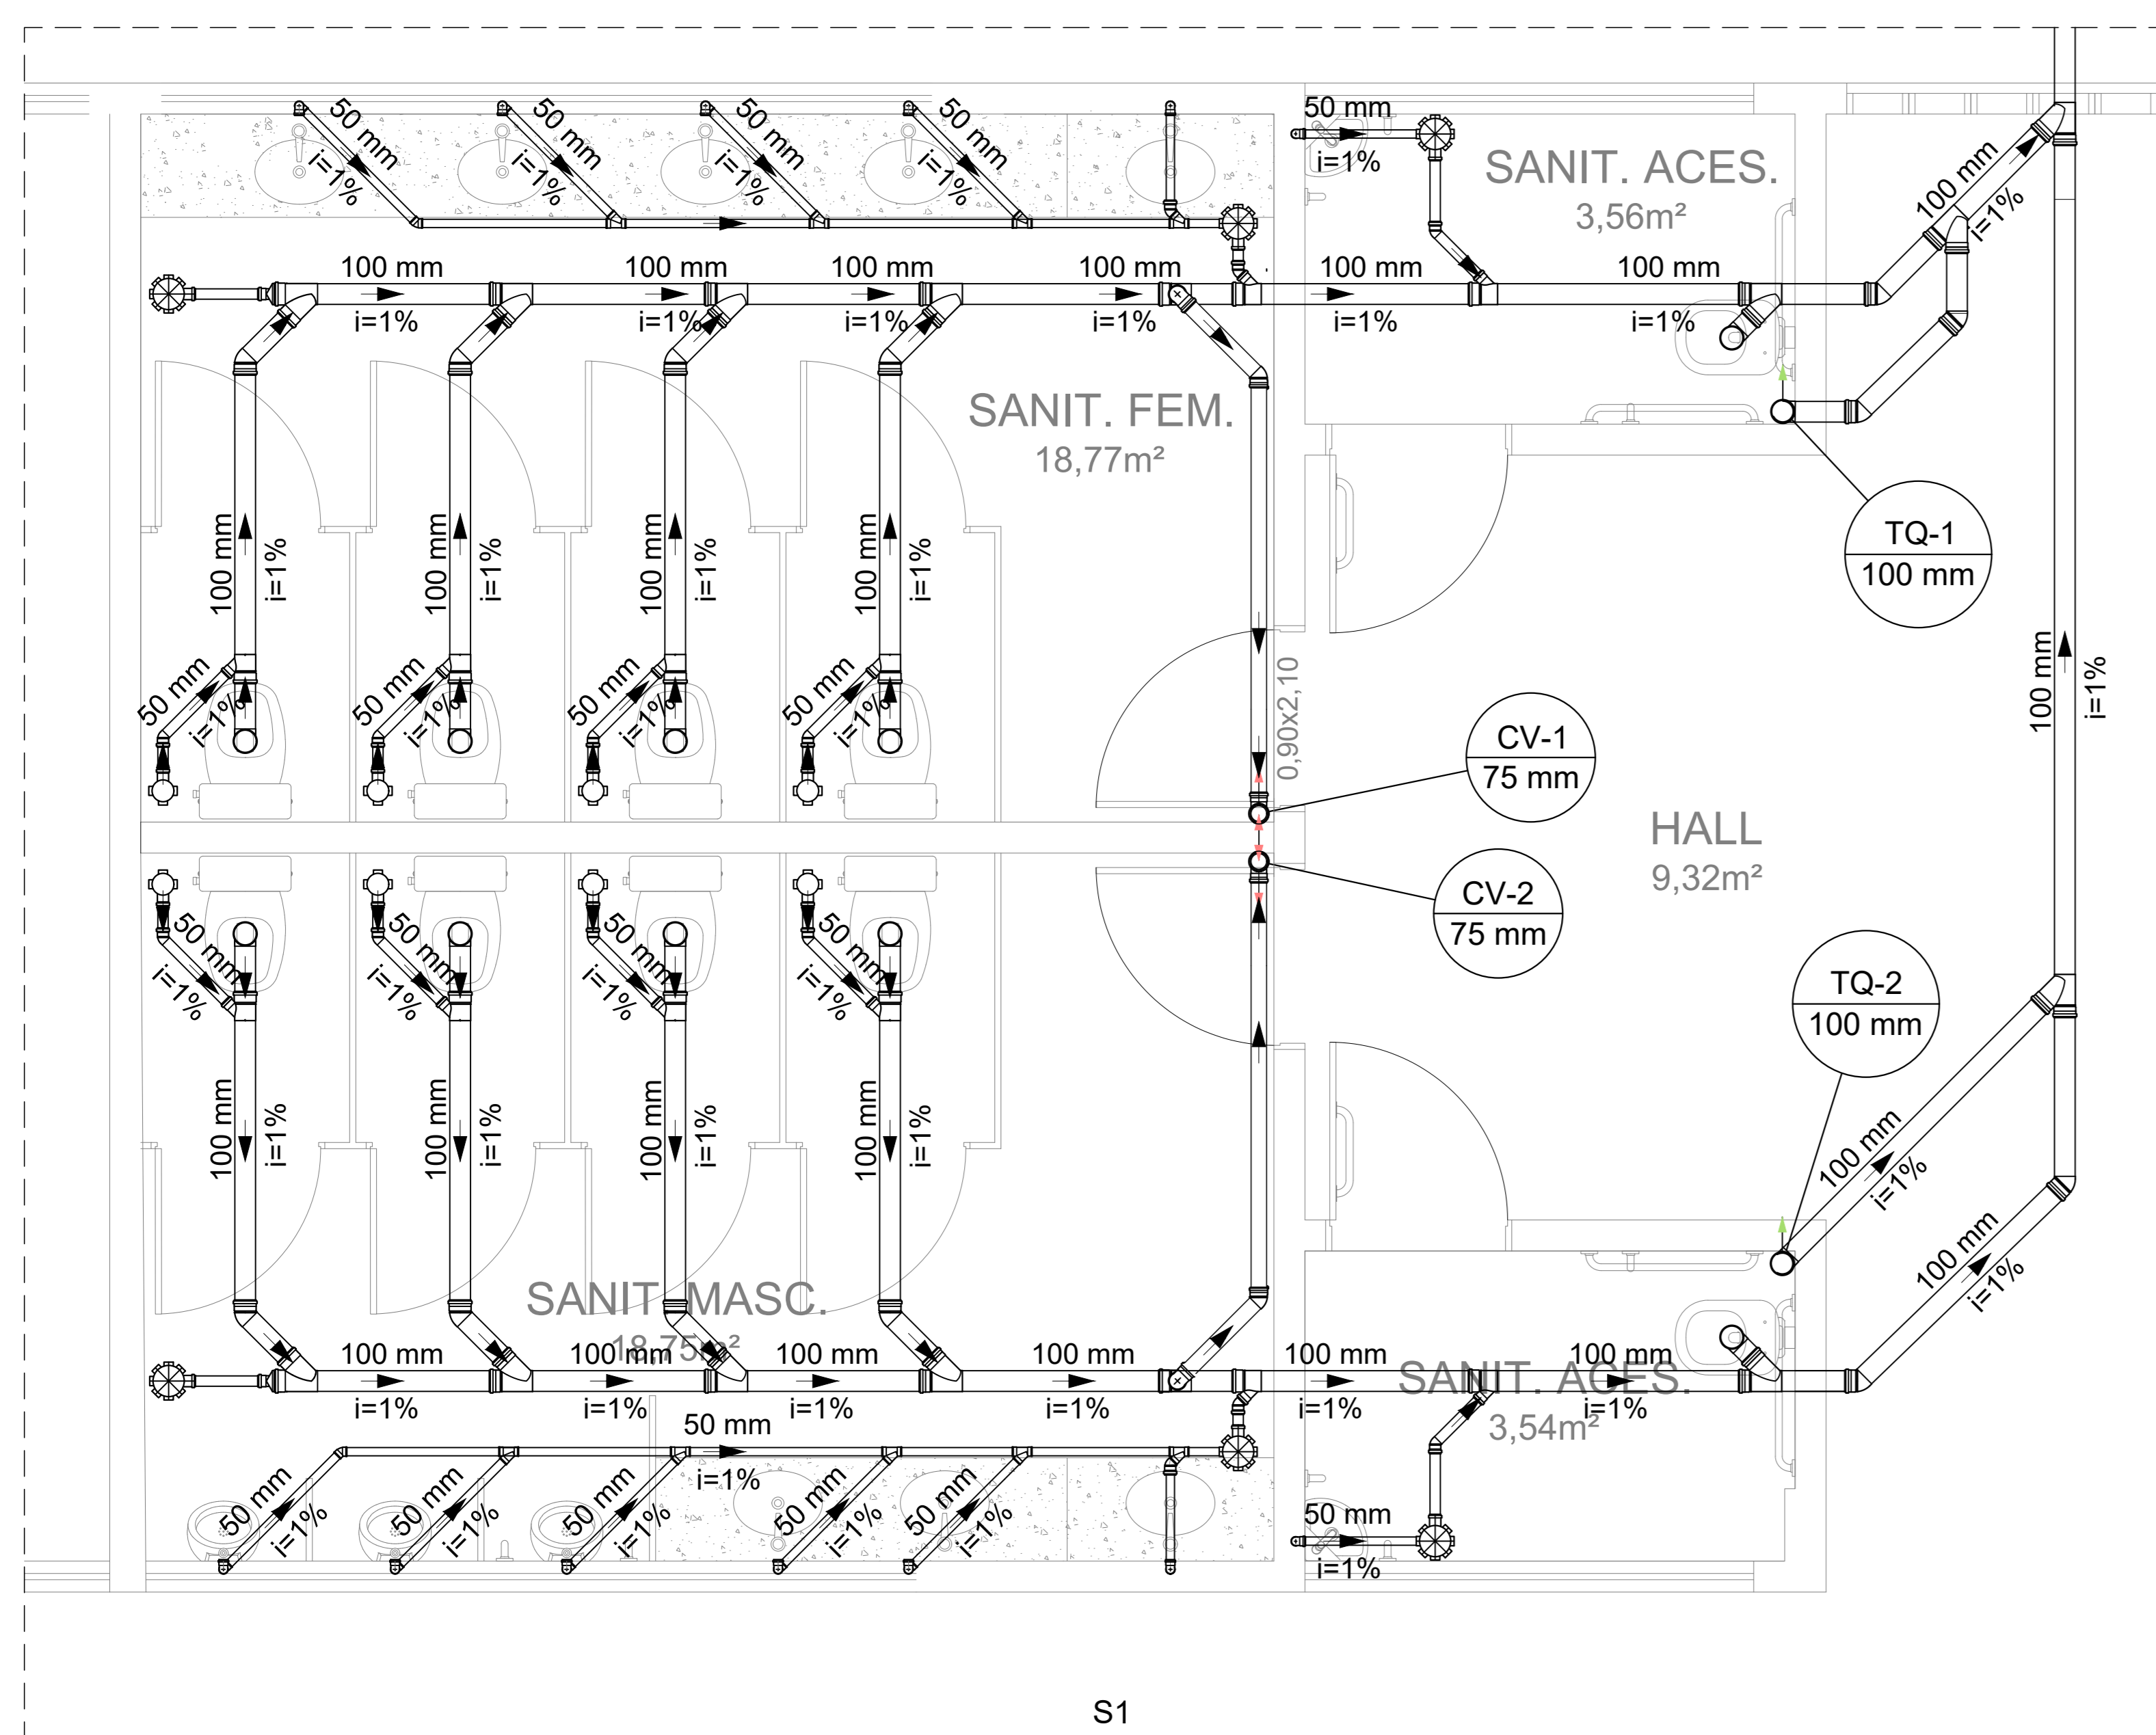 50 mm
i=1%
50 mm
i=1%
50 mm
i=1%
50 mm
i=1%
50 mm
i=1%
SANIT. ACES.
3,56m²
100 mm
i=1%
100 mm
i=1%
100 mm
i=1%
100 mm
i=1%
100 mm
i=1%
100 mm
i=1%
100 mm
i=1%
SANIT. FEM.
18,77m²
TQ-1
100 mm
100 mm
i=1%
100 mm
i=1%
100 mm
i=1%
100 mm
i=1%
50 mm
i=1%
50 mm
i=1%
50 mm
i=1%
50 mm
i=1%
0,90x2,10
100 mm
i=1%
CV-1
75 mm
HALL
9,32m²
CV-2
75 mm
50 mm
i=1%
50 mm
i=1%
50 mm
i=1%
50 mm
i=1%
TQ-2
100 mm
100 mm
i=1%
100 mm
i=1%
100 mm
i=1%
100 mm
i=1%
100 mm
i=1%
100 mm
i=1%
SANIT. MASC.
18,75m²
100 mm
i=1%
100 mm
i=1%
100 mm
i=1%
100 mm
i=1%
100 mm
i=1%
100 mm
i=1%
SANIT. ACES.
3,54m²
50 mm
i=1%
50 mm
i=1%
50 mm
i=1%
50 mm
i=1%
50 mm
i=1%
50 mm
i=1%
50 mm
i=1%
S1